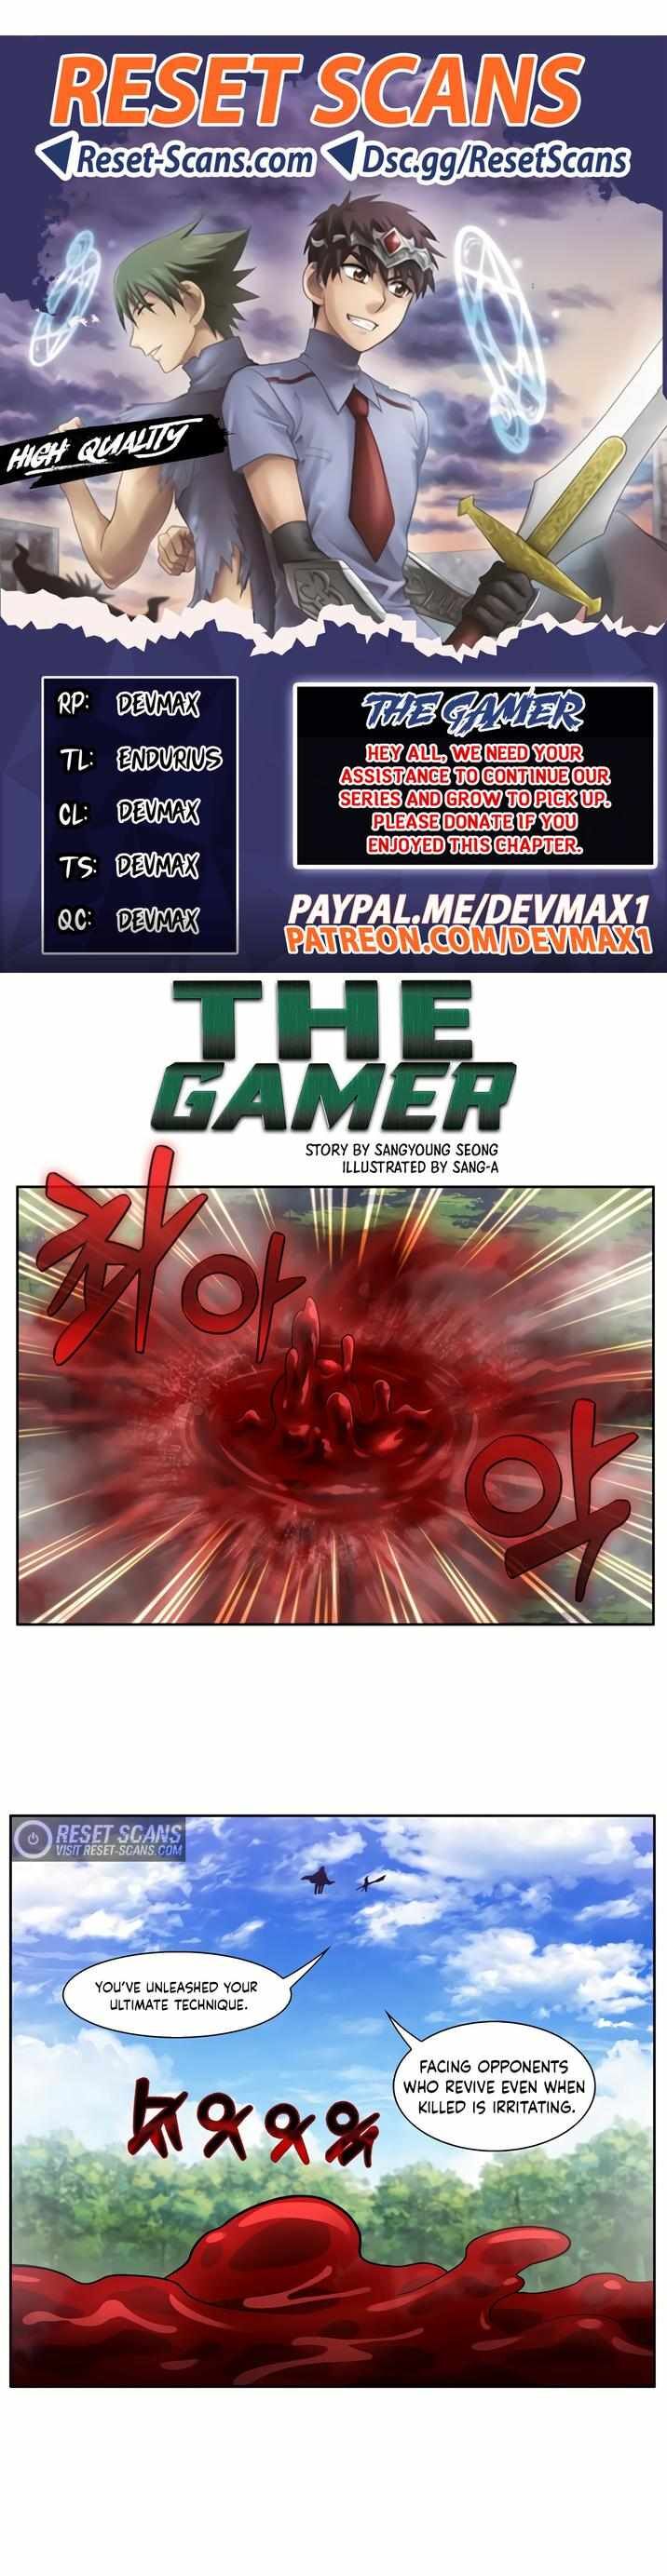 RESET SCANS
Reset-Scans.com Dsc.gg/ResetScans
HIGH QUALITY
RP: DEVMAX
TL: ENDURIUS
CL: DEVMAX
TS: DEVMAX
QC: DEVMAX
THE GAMER
HEY ALL, WE NEED YOUR
ASSISTANCE TO CONTINUE OUR
SERIES AND GROW TO PICK UP.
PLEASE DONATE IF YOU
ENJOYED THIS CHAPTER.
PAYPAL.ME/DEVMAX1
PATREON.COM/DEVMAX1
THE
GAMER
STORY BY SANGYOUNG SEONG
ILLUSTRATED BY SANG-A
촤아
악
RESET SCANS
VISIT RESET-SCANS.COM
YOU'VE UNLEASHED YOUR
ULTIMATE TECHNIQUE.
FACING OPPONENTS
WHO REVIVE EVEN WHEN
KILLED IS IRRITATING.